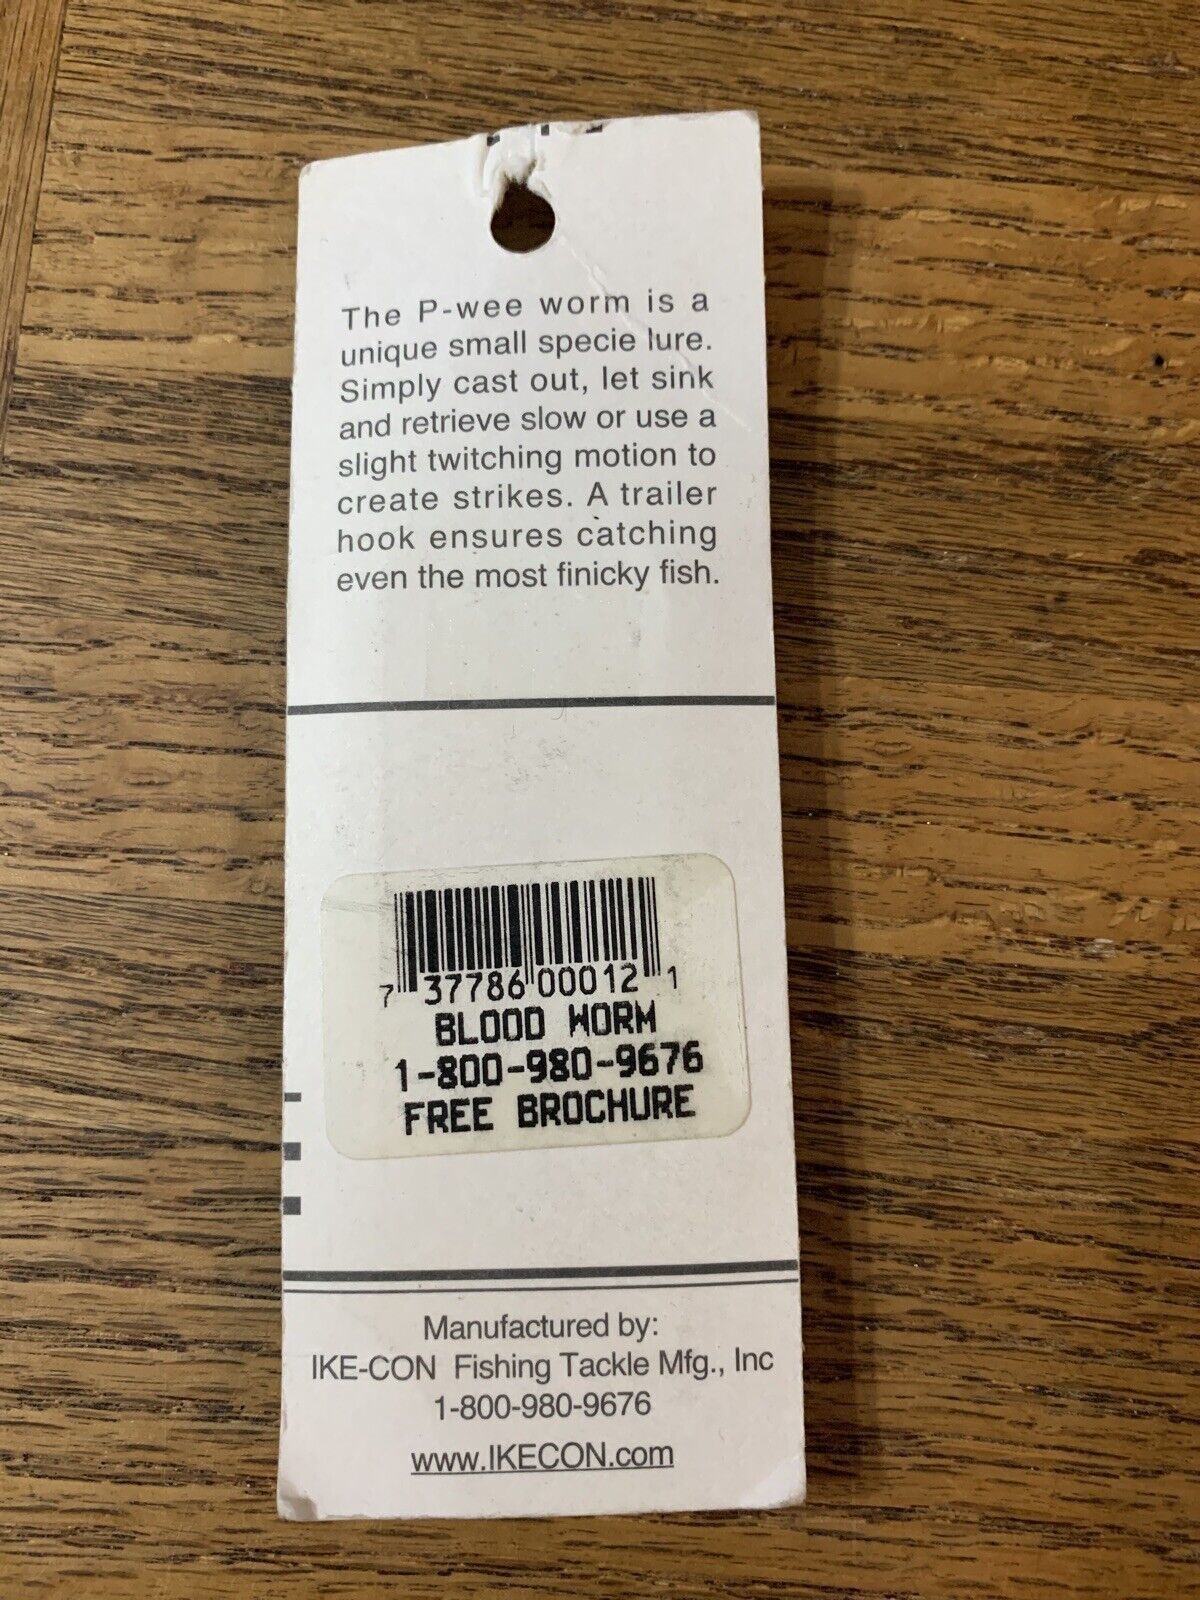 The P-wee worm is a
unique small specie lure.
Simply cast out, let sink
and retrieve slow or use a
slight twitching motion to
create strikes. A trailer
hook ensures catching
even the most finicky fish.
7 37786 00012 1
BLOOD WORM
1-800-980-9676
FREE BROCHURE
Manufactured by:
IKE-CON Fishing Tackle Mfg., Inc
1-800-980-9676
www.IKECON.com